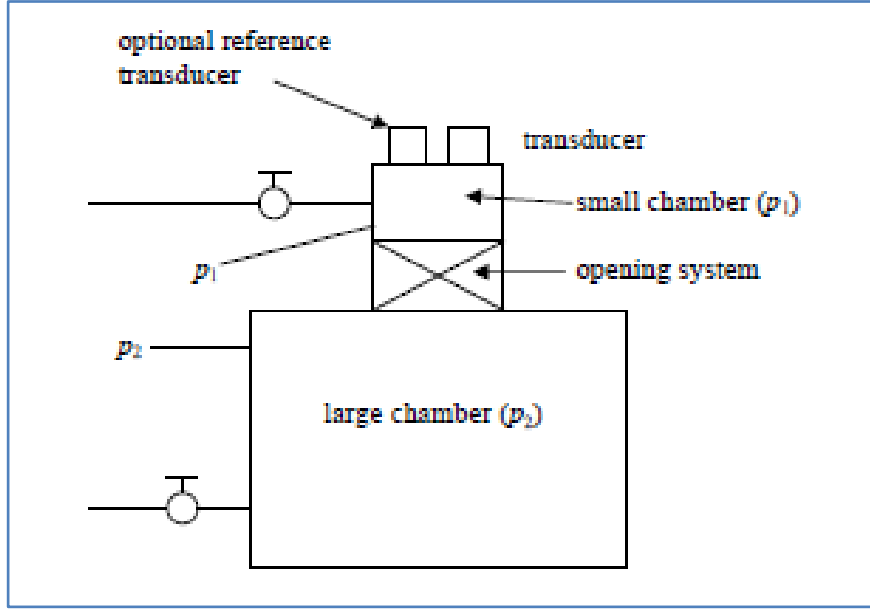 optional reference
transducer
transducer
small chamber (p₁)
p₁
opening system
p₂
large chamber (p₂)